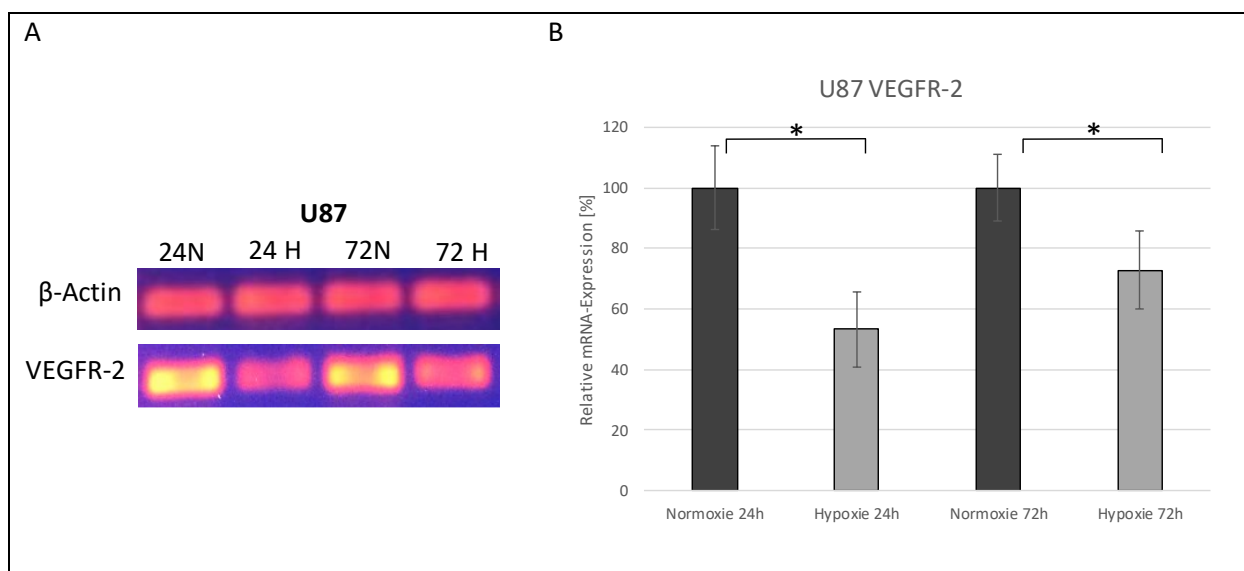 A
B
U87
24N 24 H 72N 72 H
β-Actin
VEGFR-2
U87 VEGFR-2
Relative mRNA-Expression [%]
120
100
80
60
40
20
0
* *
Normoxie 24h Hypoxie 24h Normoxie 72h Hypoxie 72h